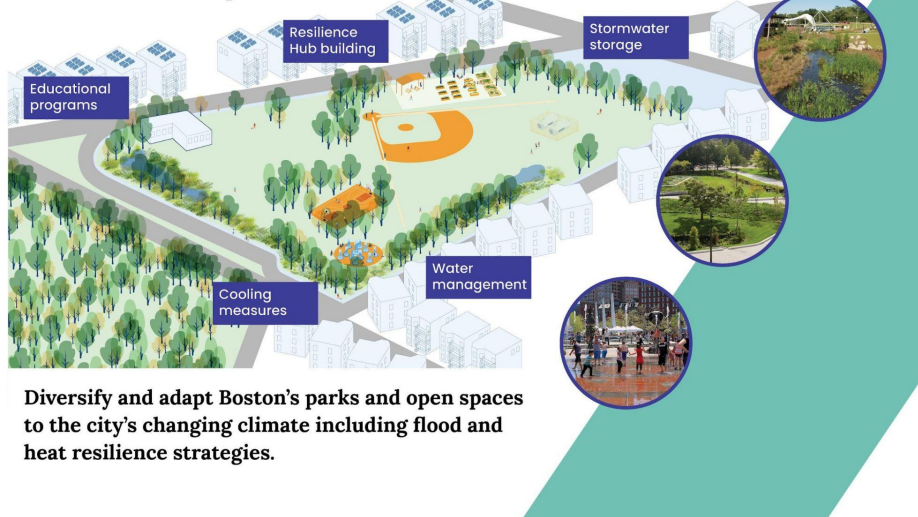 Resilience
Hub building
Stormwater
storage
Educational
programs
Water
management
Cooling
measures
Diversify and adapt Boston’s parks and open spaces
to the city’s changing climate including flood and
heat resilience strategies.